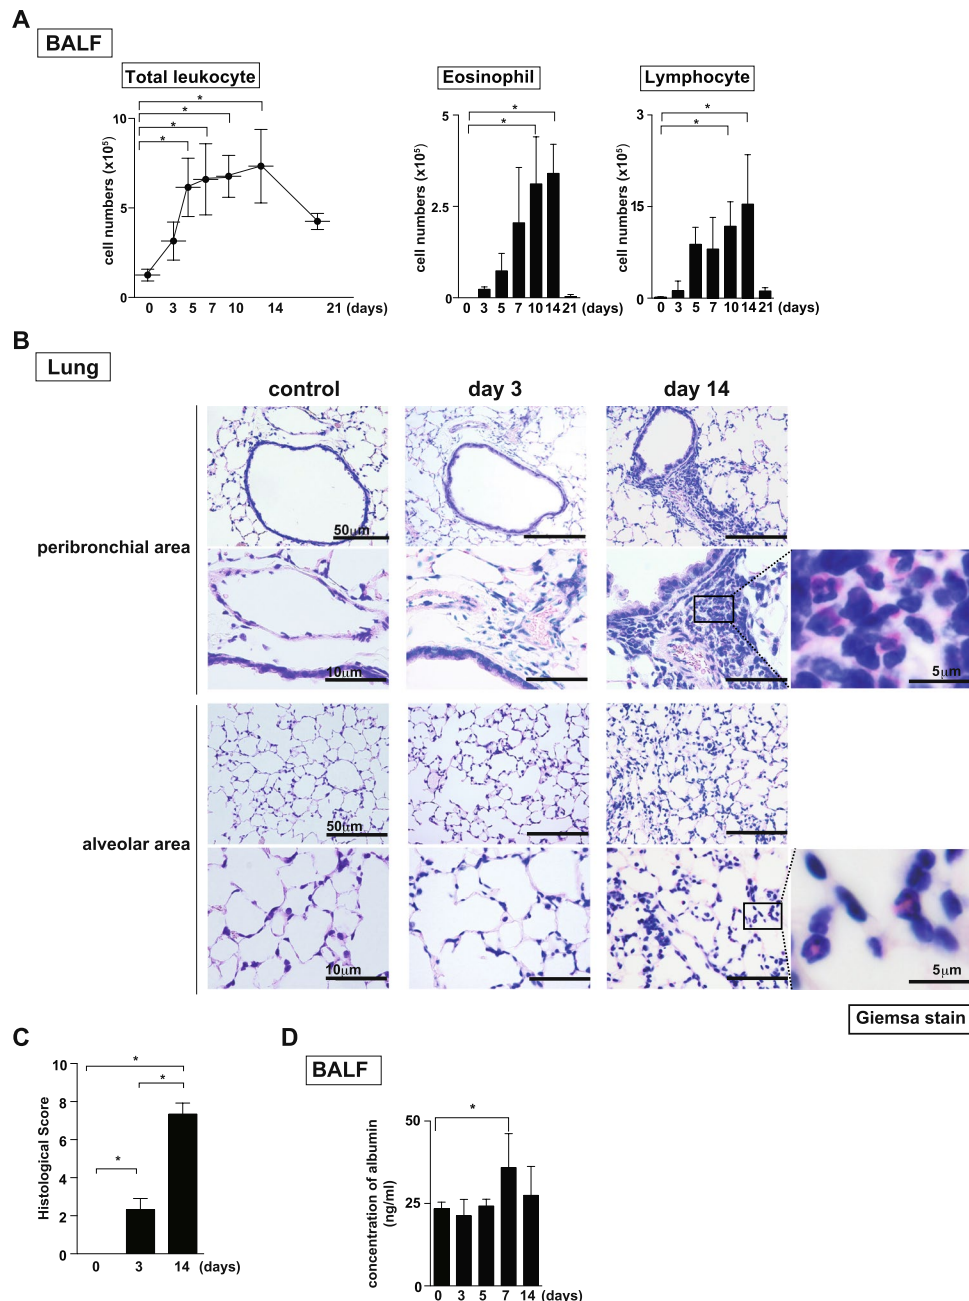 A
BALF
Total leukocyte
Eosinophil
Lymphocyte
cell numbers (x10⁵)
10
5
0
* * * *
0 3 5 7 10 14 21 (days)
cell numbers (x10⁵)
5
2.5
0
* *
0 3 5 7 10 14 21 (days)
cell numbers (x10⁵)
3
15
0
* *
0 3 5 7 10 14 21 (days)
B
Lung
control day 3 day 14
peribronchial area
50µm
10µm
5µm
alveolar area
50µm
10µm
5µm
Giemsa stain
C
Histological Score
10
8
6
4
2
0
* * *
0 3 14 (days)
D
BALF
concentration of albumin
(ng/ml)
50
25
0
*
0 3 5 7 14 (days)